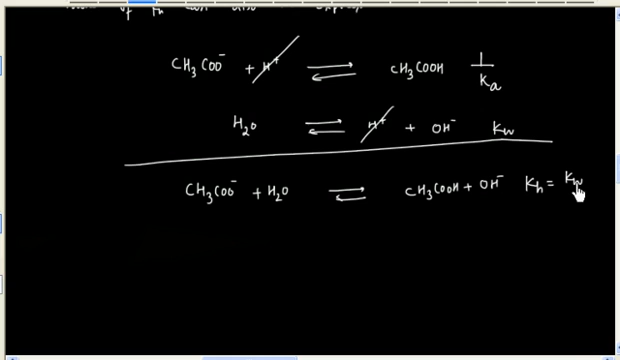 CH₃COO⁻ + H⁺ ⇌ CH₃COOH 1/Ka
H₂O ⇌ H⁺ + OH⁻ Kw
CH₃COO⁻ + H₂O ⇌ CH₃COOH + OH⁻ Kh = Kw